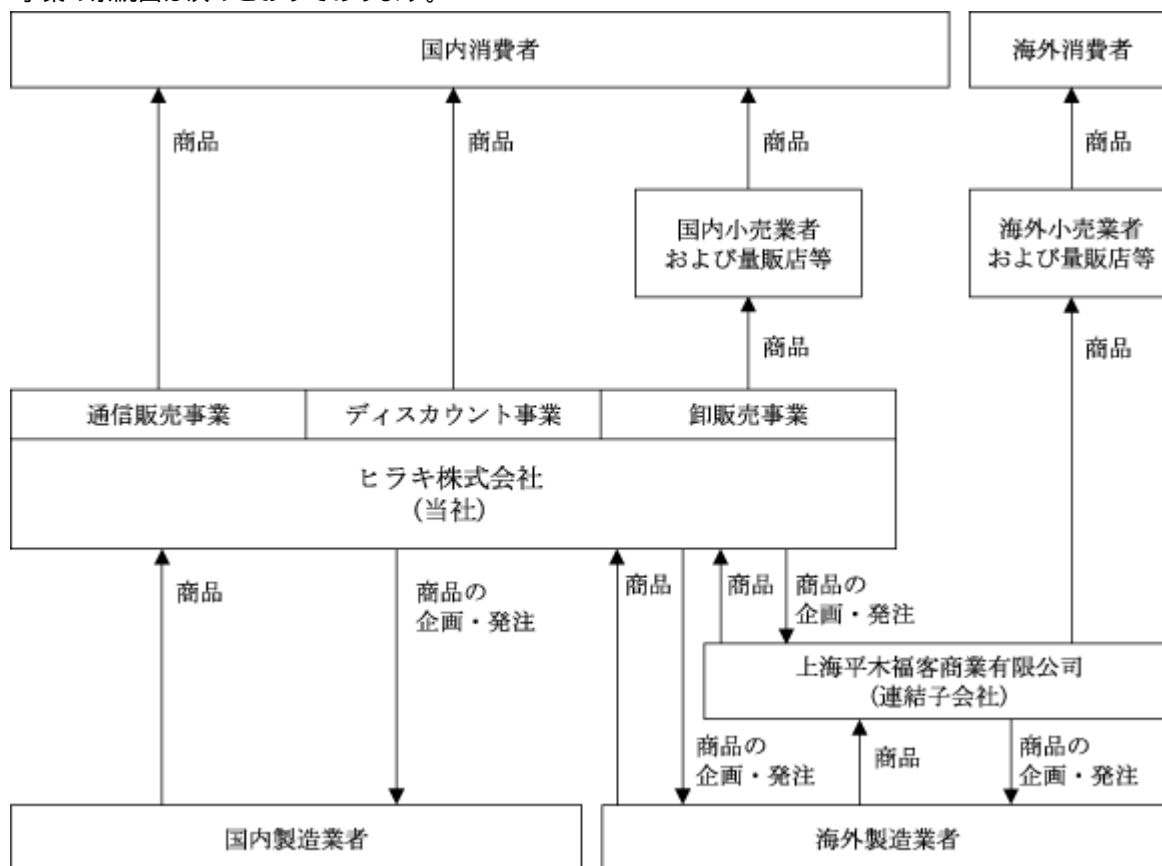 事業の系統図は次のとおりであります。
国内消費者
海外消費者
商品
商品
商品
商品
国内小売業者
および量販店等
海外小売業者
および量販店等
商品
商品
通信販売事業
ディスカウント事業
卸販売事業
ヒラキ株式会社
(当社)
商品
商品の
企画・発注
商品
商品
商品の
企画・発注
上海平木福客商業有限公司
(連結子会社)
商品の
企画・発注
商品
商品の
企画・発注
国内製造業者
海外製造業者